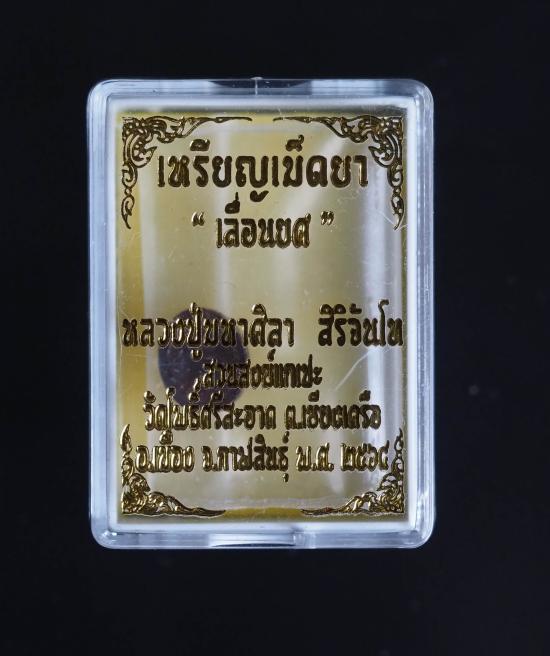 เหรียญเม็ดยา
“ เลื่อนยศ ”
หลวงปู่มหาศิลา สิริจันโท
สวนสงฆ์แกเปะ
วัดโพธิ์ศรีสะอาด ต.เชียงเครือ
อ.เมือง จ.กาฬสินธุ์ พ.ศ. ๒๕๖๔